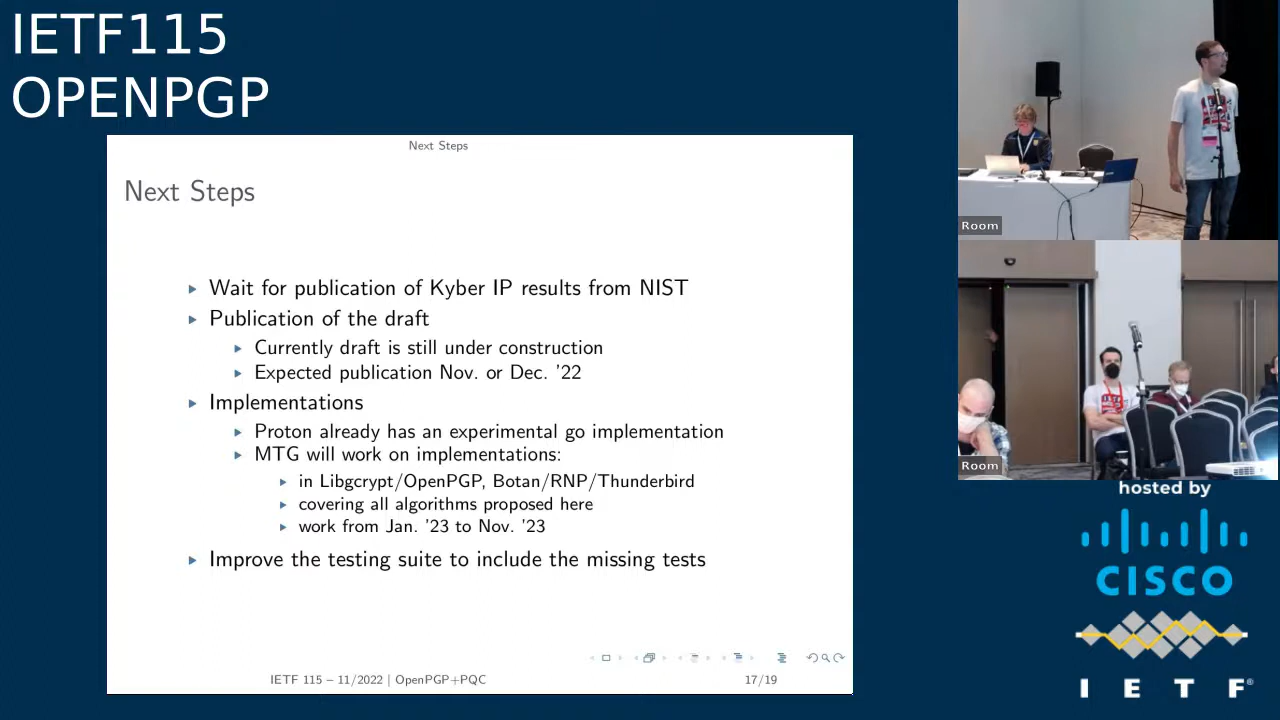 IETF115
OPENPGP
Next Steps
Next Steps
Wait for publication of Kyber IP results from NIST
Publication of the draft
Currently draft is still under construction
Expected publication Nov. or Dec. '22
Implementations
Proton already has an experimental go implementation
MTG will work on implementations:
in Libgcrypt/OpenPGP, Botan/RNP/Thunderbird
covering all algorithms proposed here
work from Jan. '23 to Nov. '23
Improve the testing suite to include the missing tests
IETF 115 – 11/2022 | OpenPGP+PQC
17/19
Room
Room
hosted by
CISCO
I E T F®